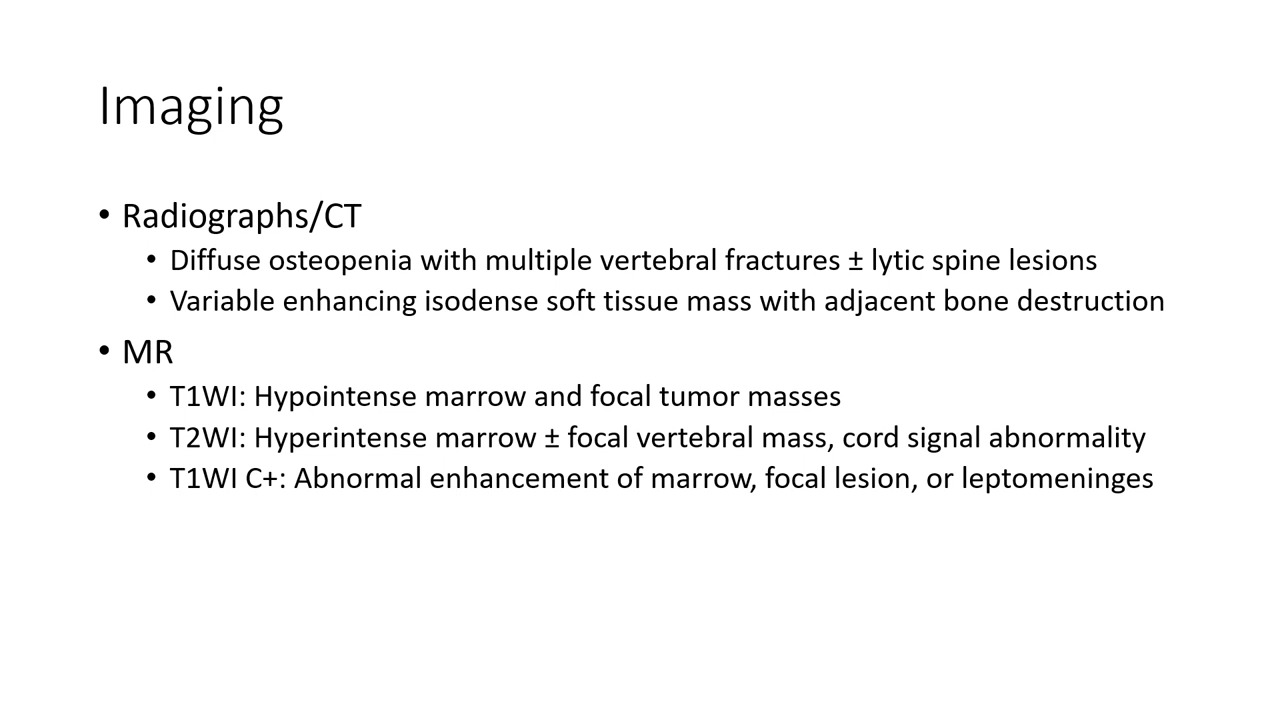 Imaging
• Radiographs/CT
• Diffuse osteopenia with multiple vertebral fractures ± lytic spine lesions
• Variable enhancing isodense soft tissue mass with adjacent bone destruction
• MR
• T1WI: Hypointense marrow and focal tumor masses
• T2WI: Hyperintense marrow ± focal vertebral mass, cord signal abnormality
• T1WI C+: Abnormal enhancement of marrow, focal lesion, or leptomeninges